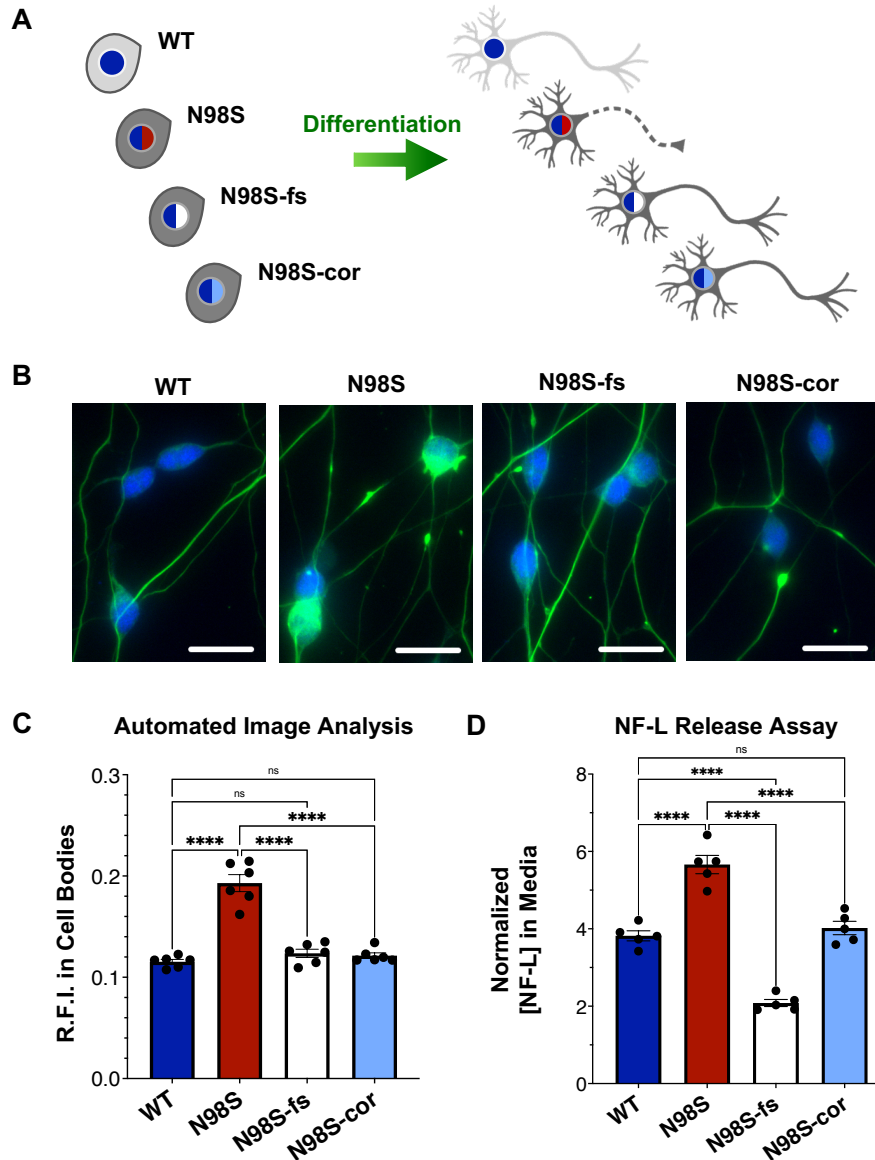 A
WT
N98S
N98S-fs
N98S-cor
Differentiation
B
WT
N98S
N98S-fs
N98S-cor
C
Automated Image Analysis
R.F.I. in Cell Bodies
0.3
0.2
0.1
0.0
ns
ns
****
****
****
WT
N98S
N98S-fs
N98S-cor
D
NF-L Release Assay
Normalized
[NF-L] in Media
8
6
4
2
0
ns
****
****
****
****
WT
N98S
N98S-fs
N98S-cor